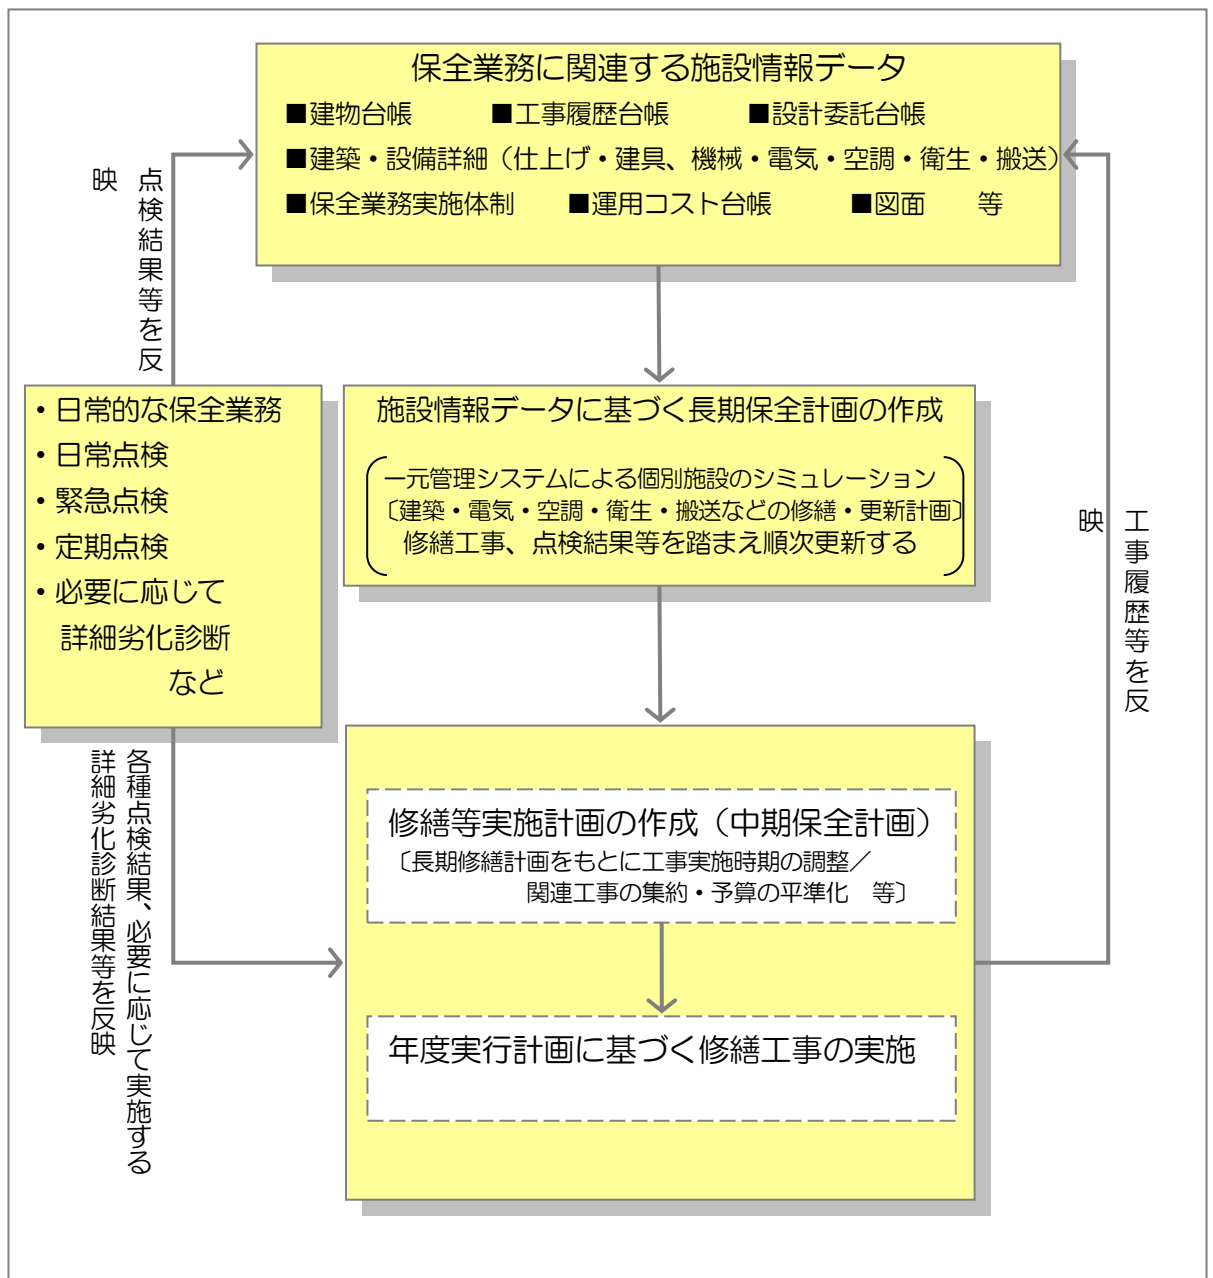 保全業務に関連する施設情報データ
■建物台帳　■工事履歴台帳　■設計委託台帳
■建築・設備詳細（仕上げ・建具、機械・電気・空調・衛生・搬送）
■保全業務実施体制　■運用コスト台帳　■図面　等
点検結果等を反
映
・日常的な保全業務
・日常点検
・緊急点検
・定期点検
・必要に応じて
詳細劣化診断
など
施設情報データに基づく長期保全計画の作成
一元管理システムによる個別施設のシミュレーション
〔建築・電気・空調・衛生・搬送などの修繕・更新計画〕
修繕工事、点検結果等を踏まえ順次更新する
工事履歴等を反
映
各種点検結果、必要に応じて実施する
詳細劣化診断結果等を反映
修繕等実施計画の作成（中期保全計画）
〔長期修繕計画をもとに工事実施時期の調整／
関連工事の集約・予算の平準化　等〕
年度実行計画に基づく修繕工事の実施